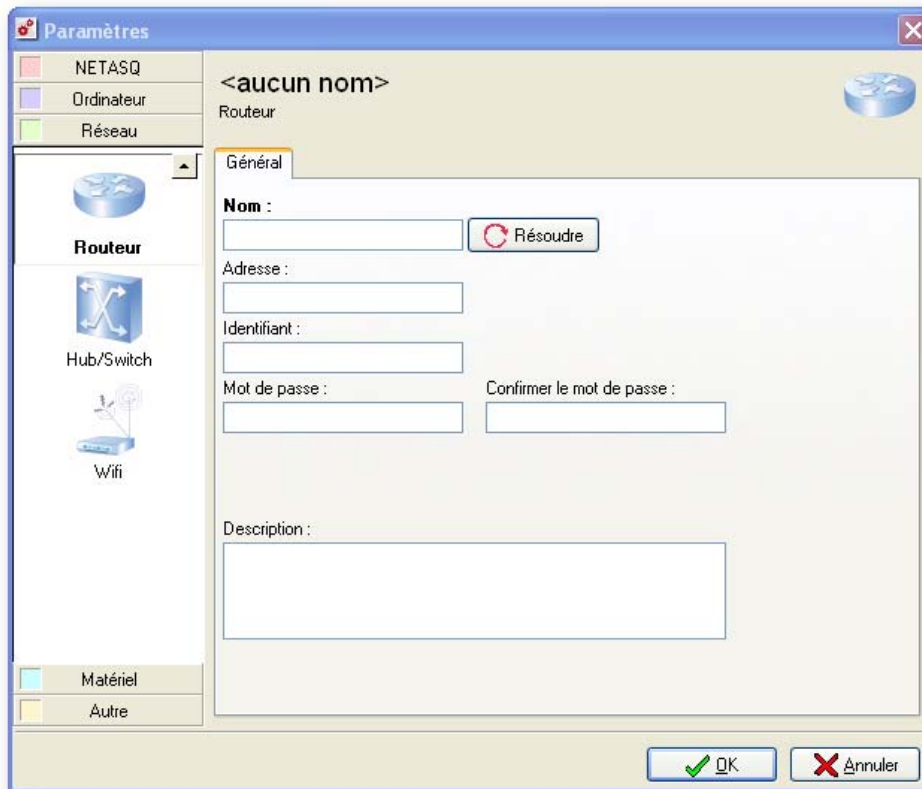 Paramètres
NETASQ
Ordinateur
Réseau
Routeur
Hub/Switch
Wifi
Matériel
Autre
<aucun nom>
Routeur
Général
Nom :
Résoudre
Adresse :
Identifiant :
Mot de passe :
Confirmer le mot de passe :
Description :
OK
Annuler